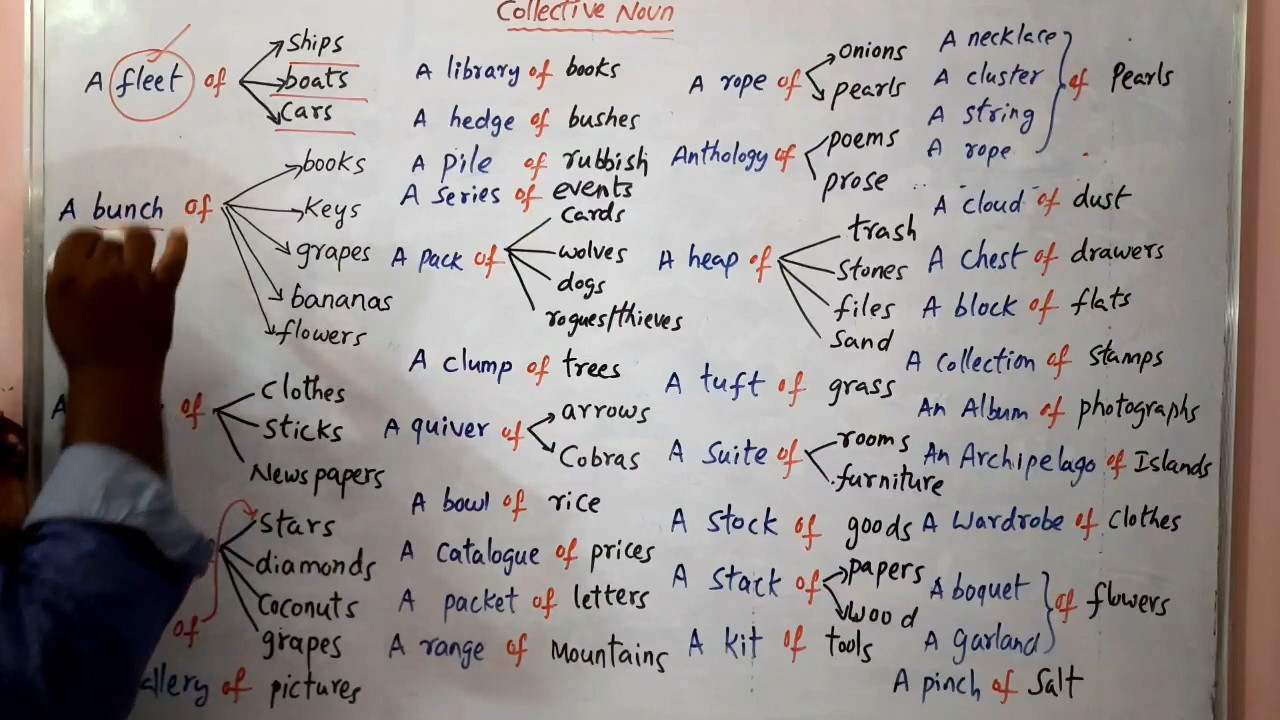 Collective Noun
A fleet of
ships
boats
Cars
A bunch of
books
Keys
grapes
bananas
flowers
A
of
Clothes
sticks
Newspapers
of
stars
diamonds
Coconuts
grapes
allery of pictures
A library of books
A hedge of bushes
A pile of rubbish
A series of events
A pack of
cards
wolves
dogs
rogues/thieves
A clump of trees
A quiver of
arrows
Cobras
A bowl of rice
A catalogue of prices
A packet of letters
A range of Mountains
A rope of
onions
pearls
Anthology of
poems
prose
A heap of
trash
Stones
files
Sand
A tuft of grass
A Suite of
rooms
furniture
A Stock of goods
A Stack of
papers
wood
A kit of tools
A necklace
A cluster
A string
A rope
of Pearls
A cloud of dust
A chest of drawers
A block of flats
A Collection of Stamps
An Album of photographs
An Archipelago of Islands
A Wardrobe of Clothes
A boquet
A garland
of flowers
A pinch of Salt